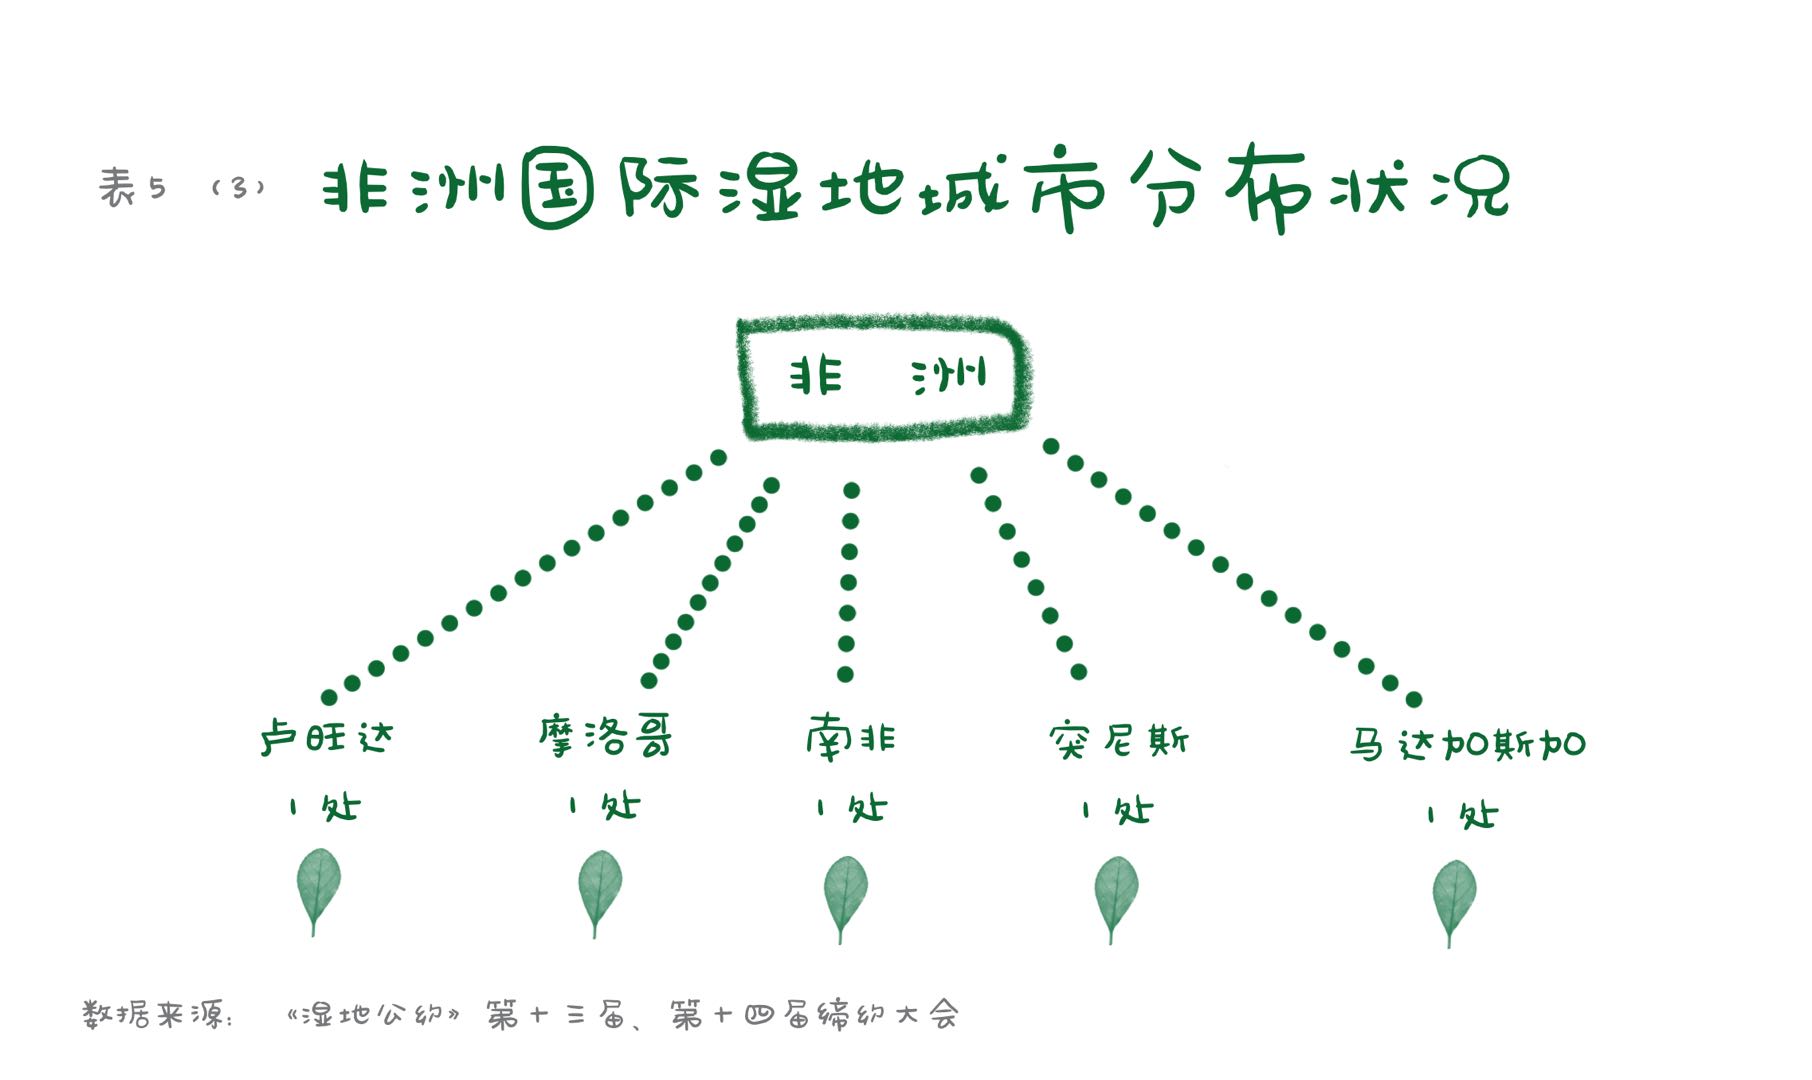 表5 （3） 非洲国际湿地城市分布状况
非 洲
卢旺达 摩洛哥 南非 突尼斯 马达加斯加
1处 1处 1处 1处 1处
数据来源： 《湿地公约》第十三届、第十四届缔约大会